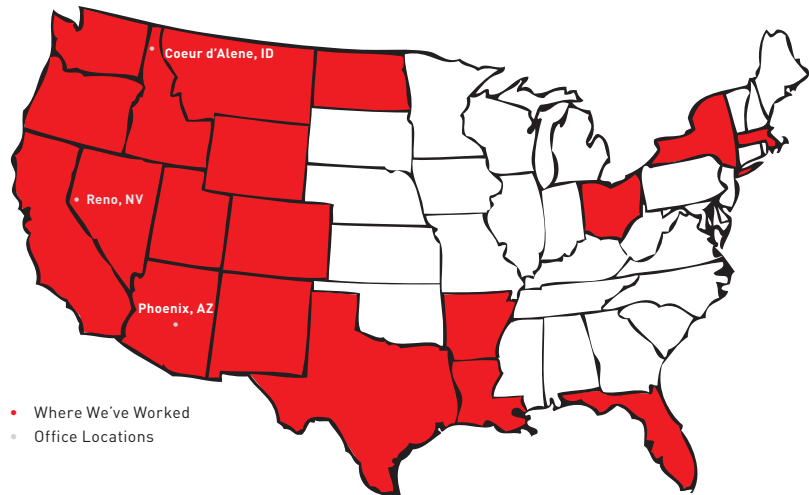 Coeur d'Alene, ID
Reno, NV
Phoenix, AZ
Where We've Worked
Office Locations